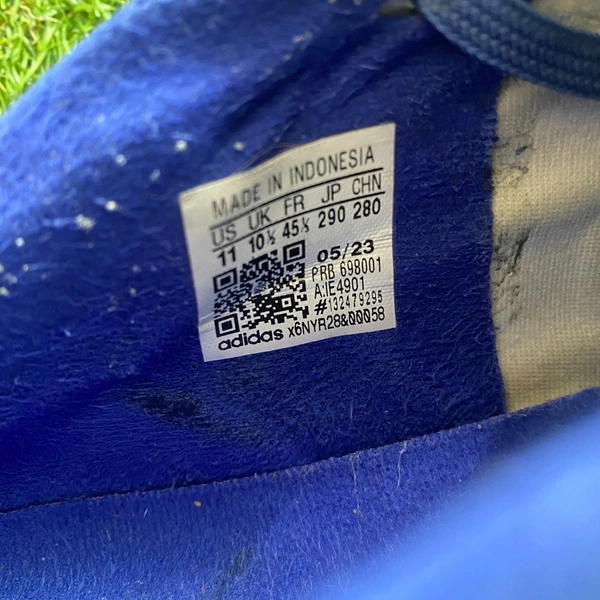 MADE IN INDONESIA
US UK FR JP CHN
11 10½ 45⅓ 290 280
05/23
PRB 698001
A:IE4901
#132479295
adidas x6NYR28&00058